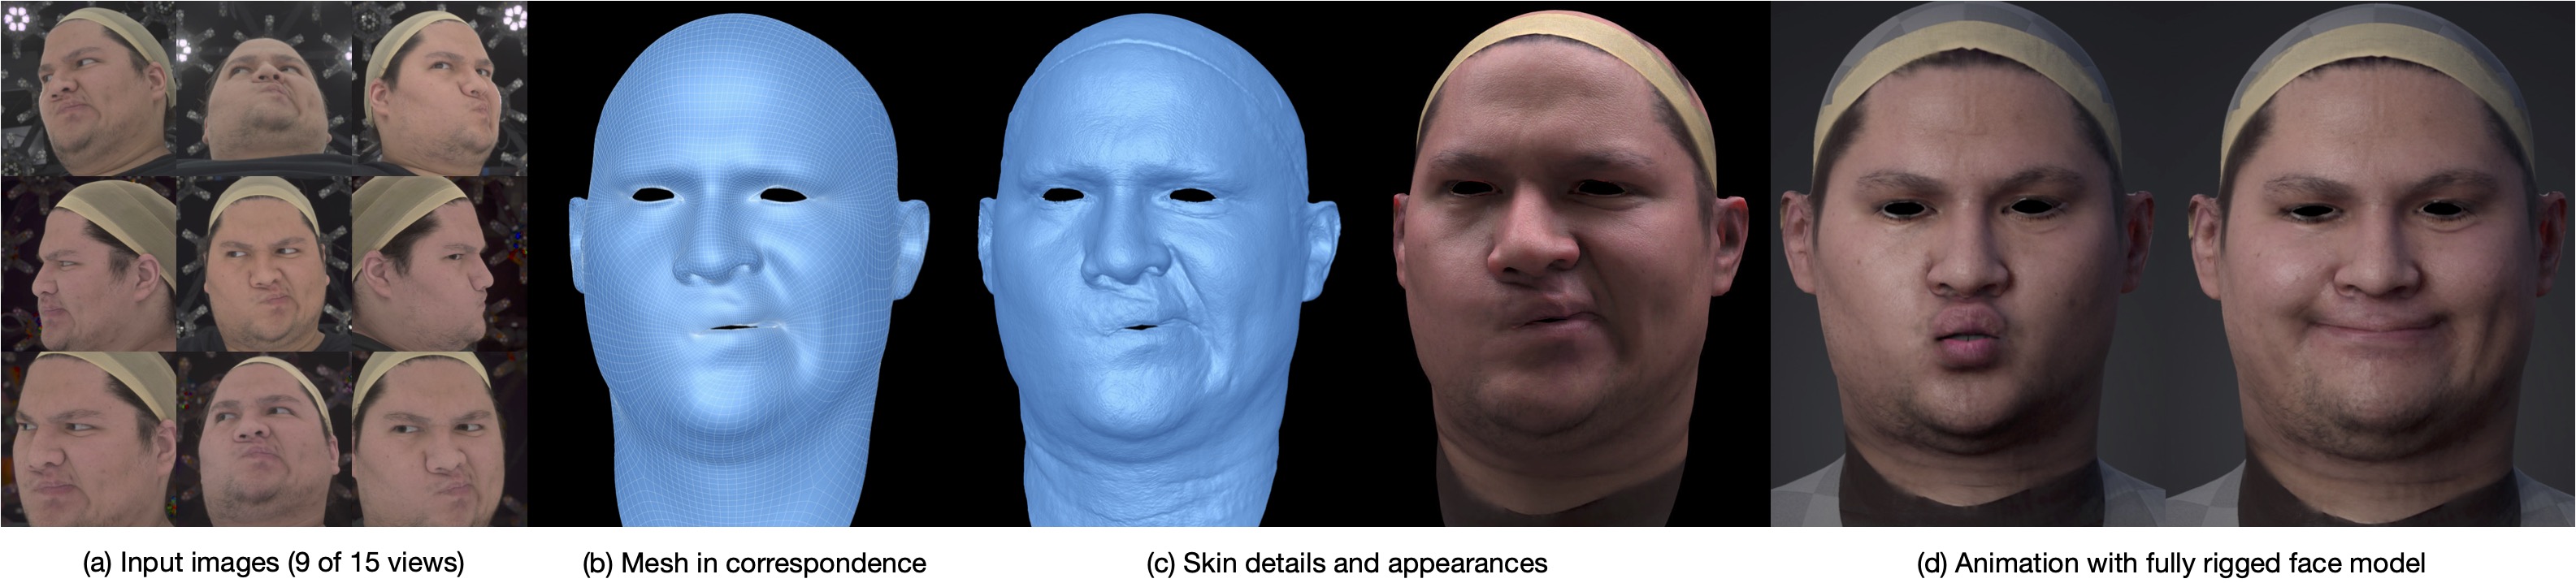 (a) Input images (9 of 15 views)
(b) Mesh in correspondence
(c) Skin details and appearances
(d) Animation with fully rigged face model